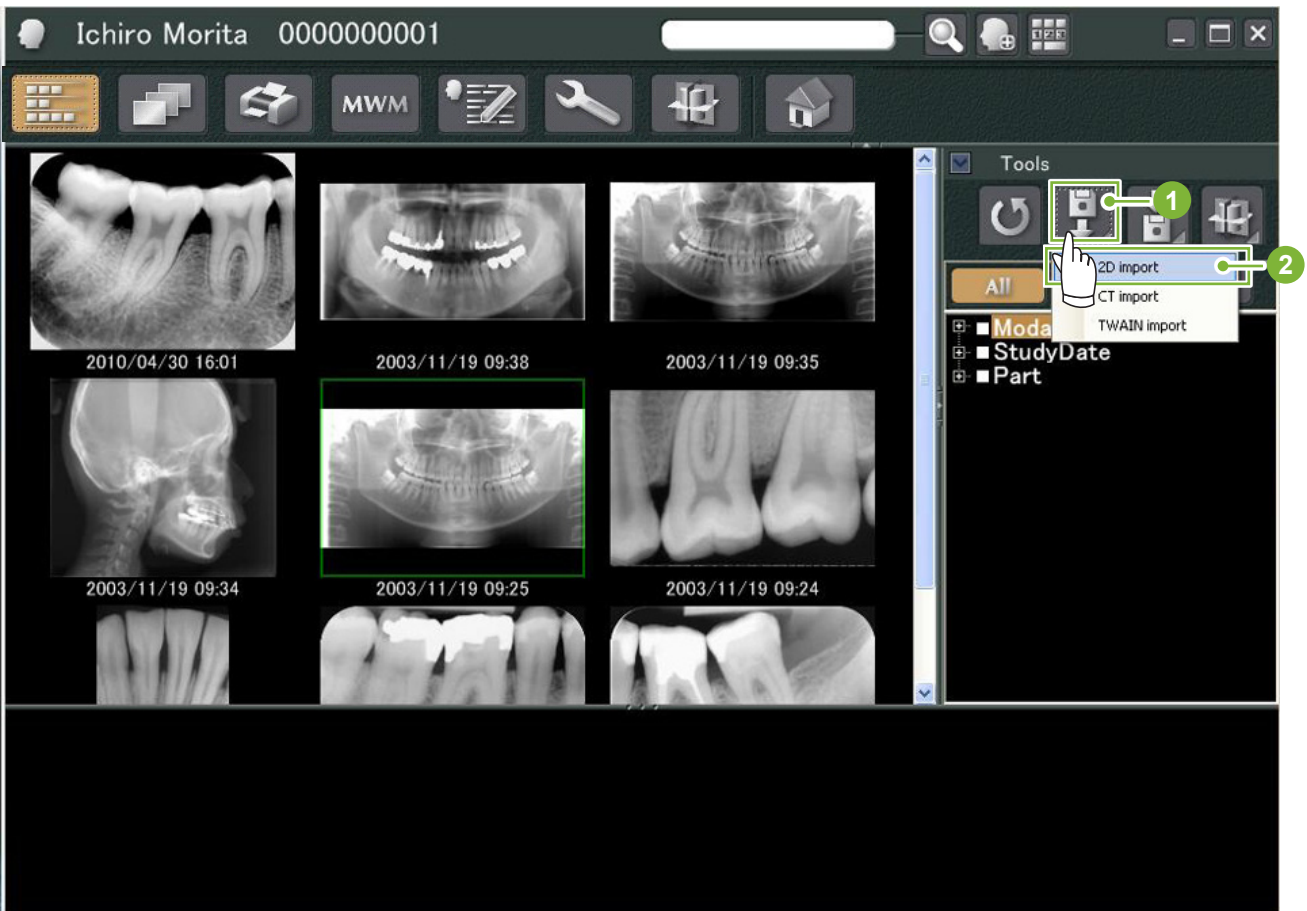 Ichiro Morita 0000000001
123
MWM
Tools
1
2D import
2
All
CT import
Moda
TWAIN import
StudyDate
Part
2010/04/30 16:01
2003/11/19 09:38
2003/11/19 09:35
2003/11/19 09:34
2003/11/19 09:25
2003/11/19 09:24